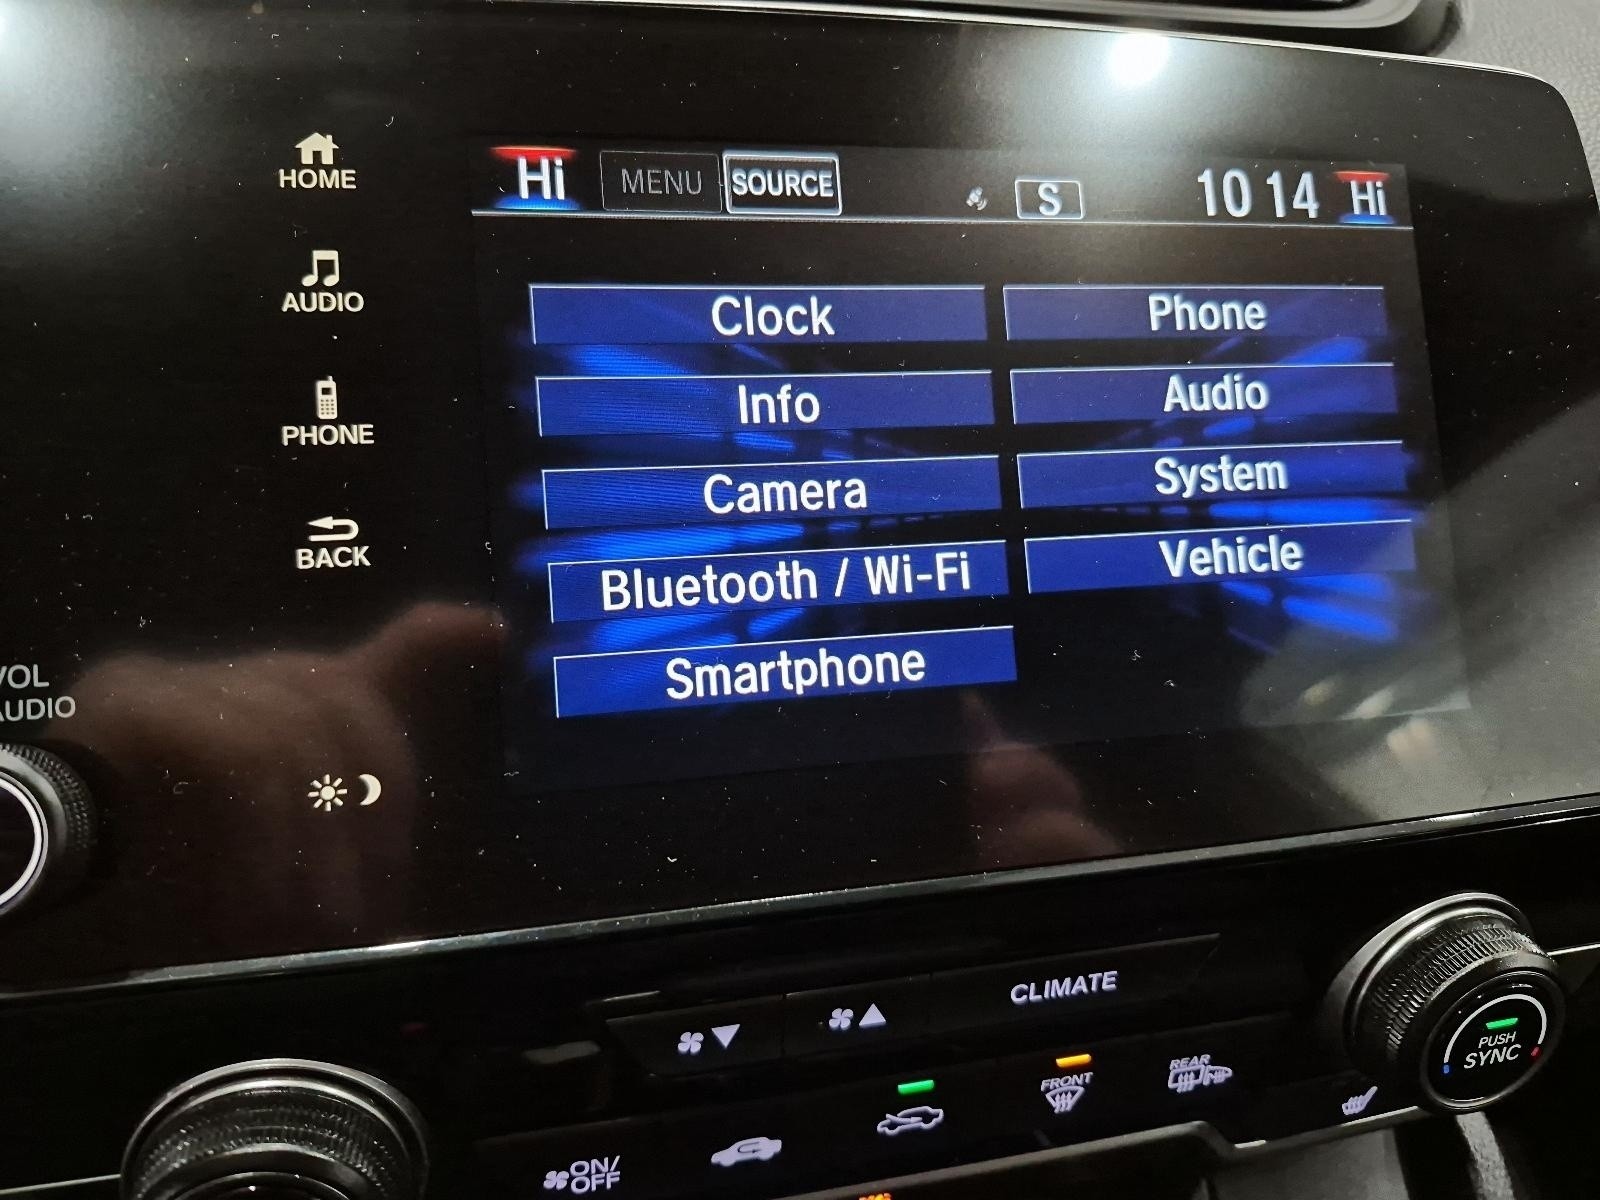 HOME
AUDIO
PHONE
BACK
VOL
AUDIO
Hi MENU SOURCE S 10 14 Hi
Clock Phone
Info Audio
Camera System
Bluetooth / Wi-Fi Vehicle
Smartphone
CLIMATE
PUSH
SYNC
FRONT
REAR
ON/
OFF